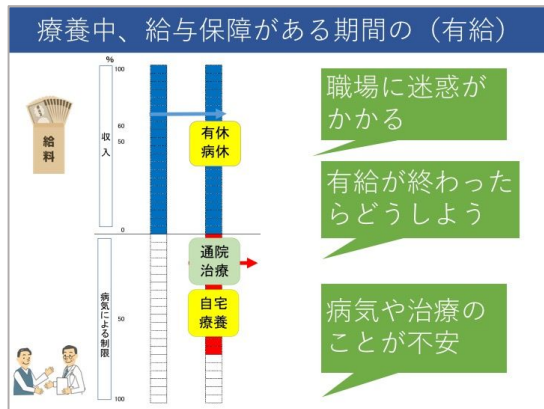 療養中、給与保障がある期間の（有給）
%
100
60
50
0
収入
給料
有休
病休
通院
治療
自宅
療養
病気による制限
50
100
職場に迷惑が
かかる
有給が終わった
らどうしよう
病気や治療の
ことが不安